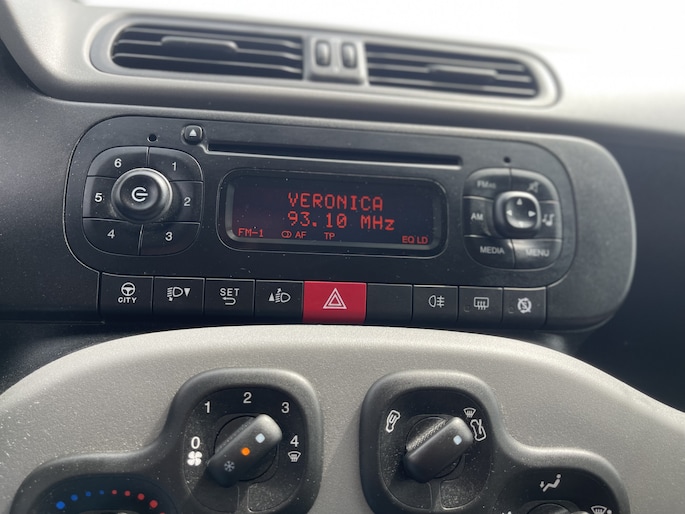 6 1
5 2
4 3
VERONICA
93.10 MHz
FM-1 AF TP EQ LD
FM AS
AM
MEDIA MENU
CITY SET
1 2 3
0 4